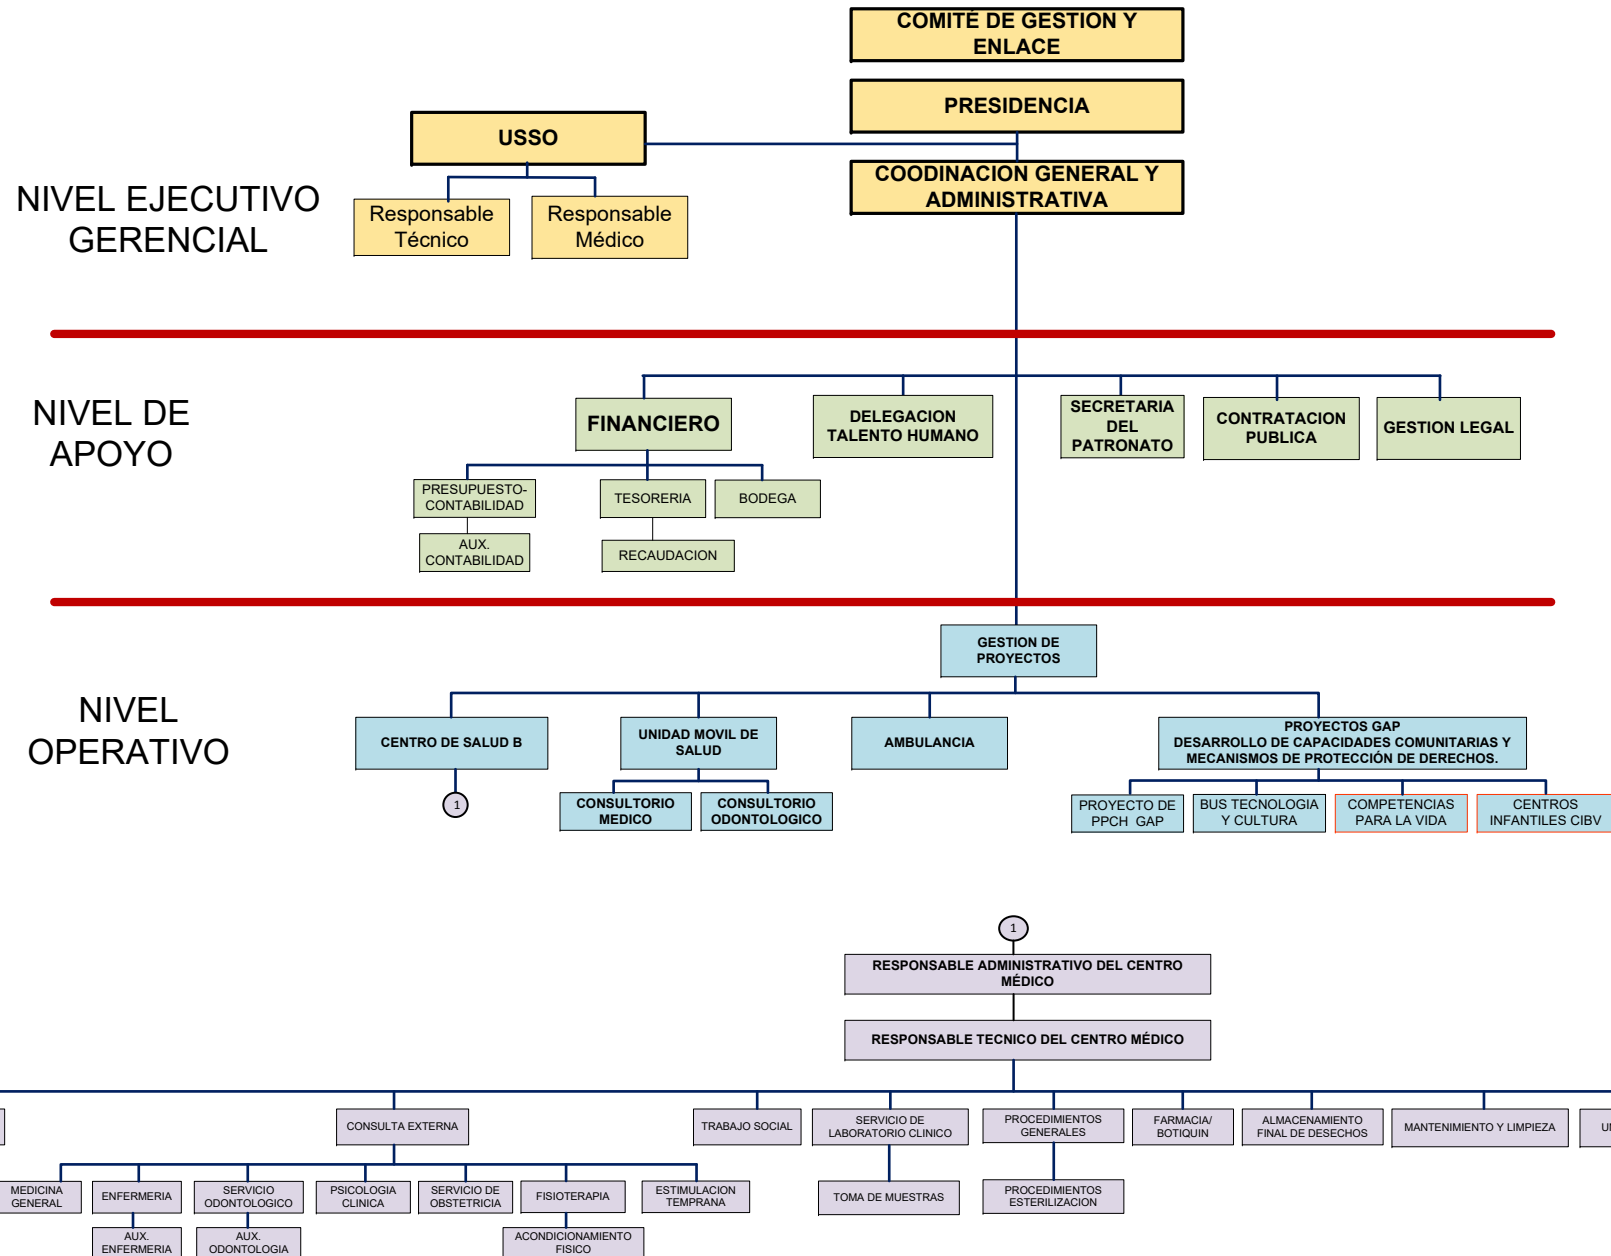 COMITÉ DE GESTION Y
ENLACE
PRESIDENCIA
USSO
COODINACION GENERAL Y
ADMINISTRATIVA
NIVEL EJECUTIVO
GERENCIAL
Responsable
Técnico
Responsable
Médico
NIVEL DE
APOYO
FINANCIERO
DELEGACION
TALENTO HUMANO
SECRETARIA
DEL
PATRONATO
CONTRATACION
PUBLICA
GESTION LEGAL
PRESUPUESTO-
CONTABILIDAD
TESORERIA
BODEGA
AUX.
CONTABILIDAD
RECAUDACION
GESTION DE
PROYECTOS
NIVEL
OPERATIVO
CENTRO DE SALUD B
UNIDAD MOVIL DE
SALUD
AMBULANCIA
PROYECTOS GAP
DESARROLLO DE CAPACIDADES COMUNITARIAS Y
MECANISMOS DE PROTECCIÓN DE DERECHOS.
1
CONSULTORIO
MEDICO
CONSULTORIO
ODONTOLOGICO
PROYECTO DE
PPCH GAP
BUS TECNOLOGIA
Y CULTURA
COMPETENCIAS
PARA LA VIDA
CENTROS
INFANTILES CIBV
1
RESPONSABLE ADMINISTRATIVO DEL CENTRO
MÉDICO
RESPONSABLE TECNICO DEL CENTRO MÉDICO
CONSULTA EXTERNA
TRABAJO SOCIAL
SERVICIO DE
LABORATORIO CLINICO
PROCEDIMIENTOS
GENERALES
FARMACIA/
BOTIQUIN
ALMACENAMIENTO
FINAL DE DESECHOS
MANTENIMIENTO Y LIMPIEZA
MEDICINA
GENERAL
ENFERMERIA
SERVICIO
ODONTOLOGICO
PSICOLOGIA
CLINICA
SERVICIO DE
OBSTETRICIA
FISIOTERAPIA
ESTIMULACION
TEMPRANA
TOMA DE MUESTRAS
PROCEDIMIENTOS
ESTERILIZACION
AUX.
ENFERMERIA
AUX.
ODONTOLOGIA
ACONDICIONAMIENTO
FISICO